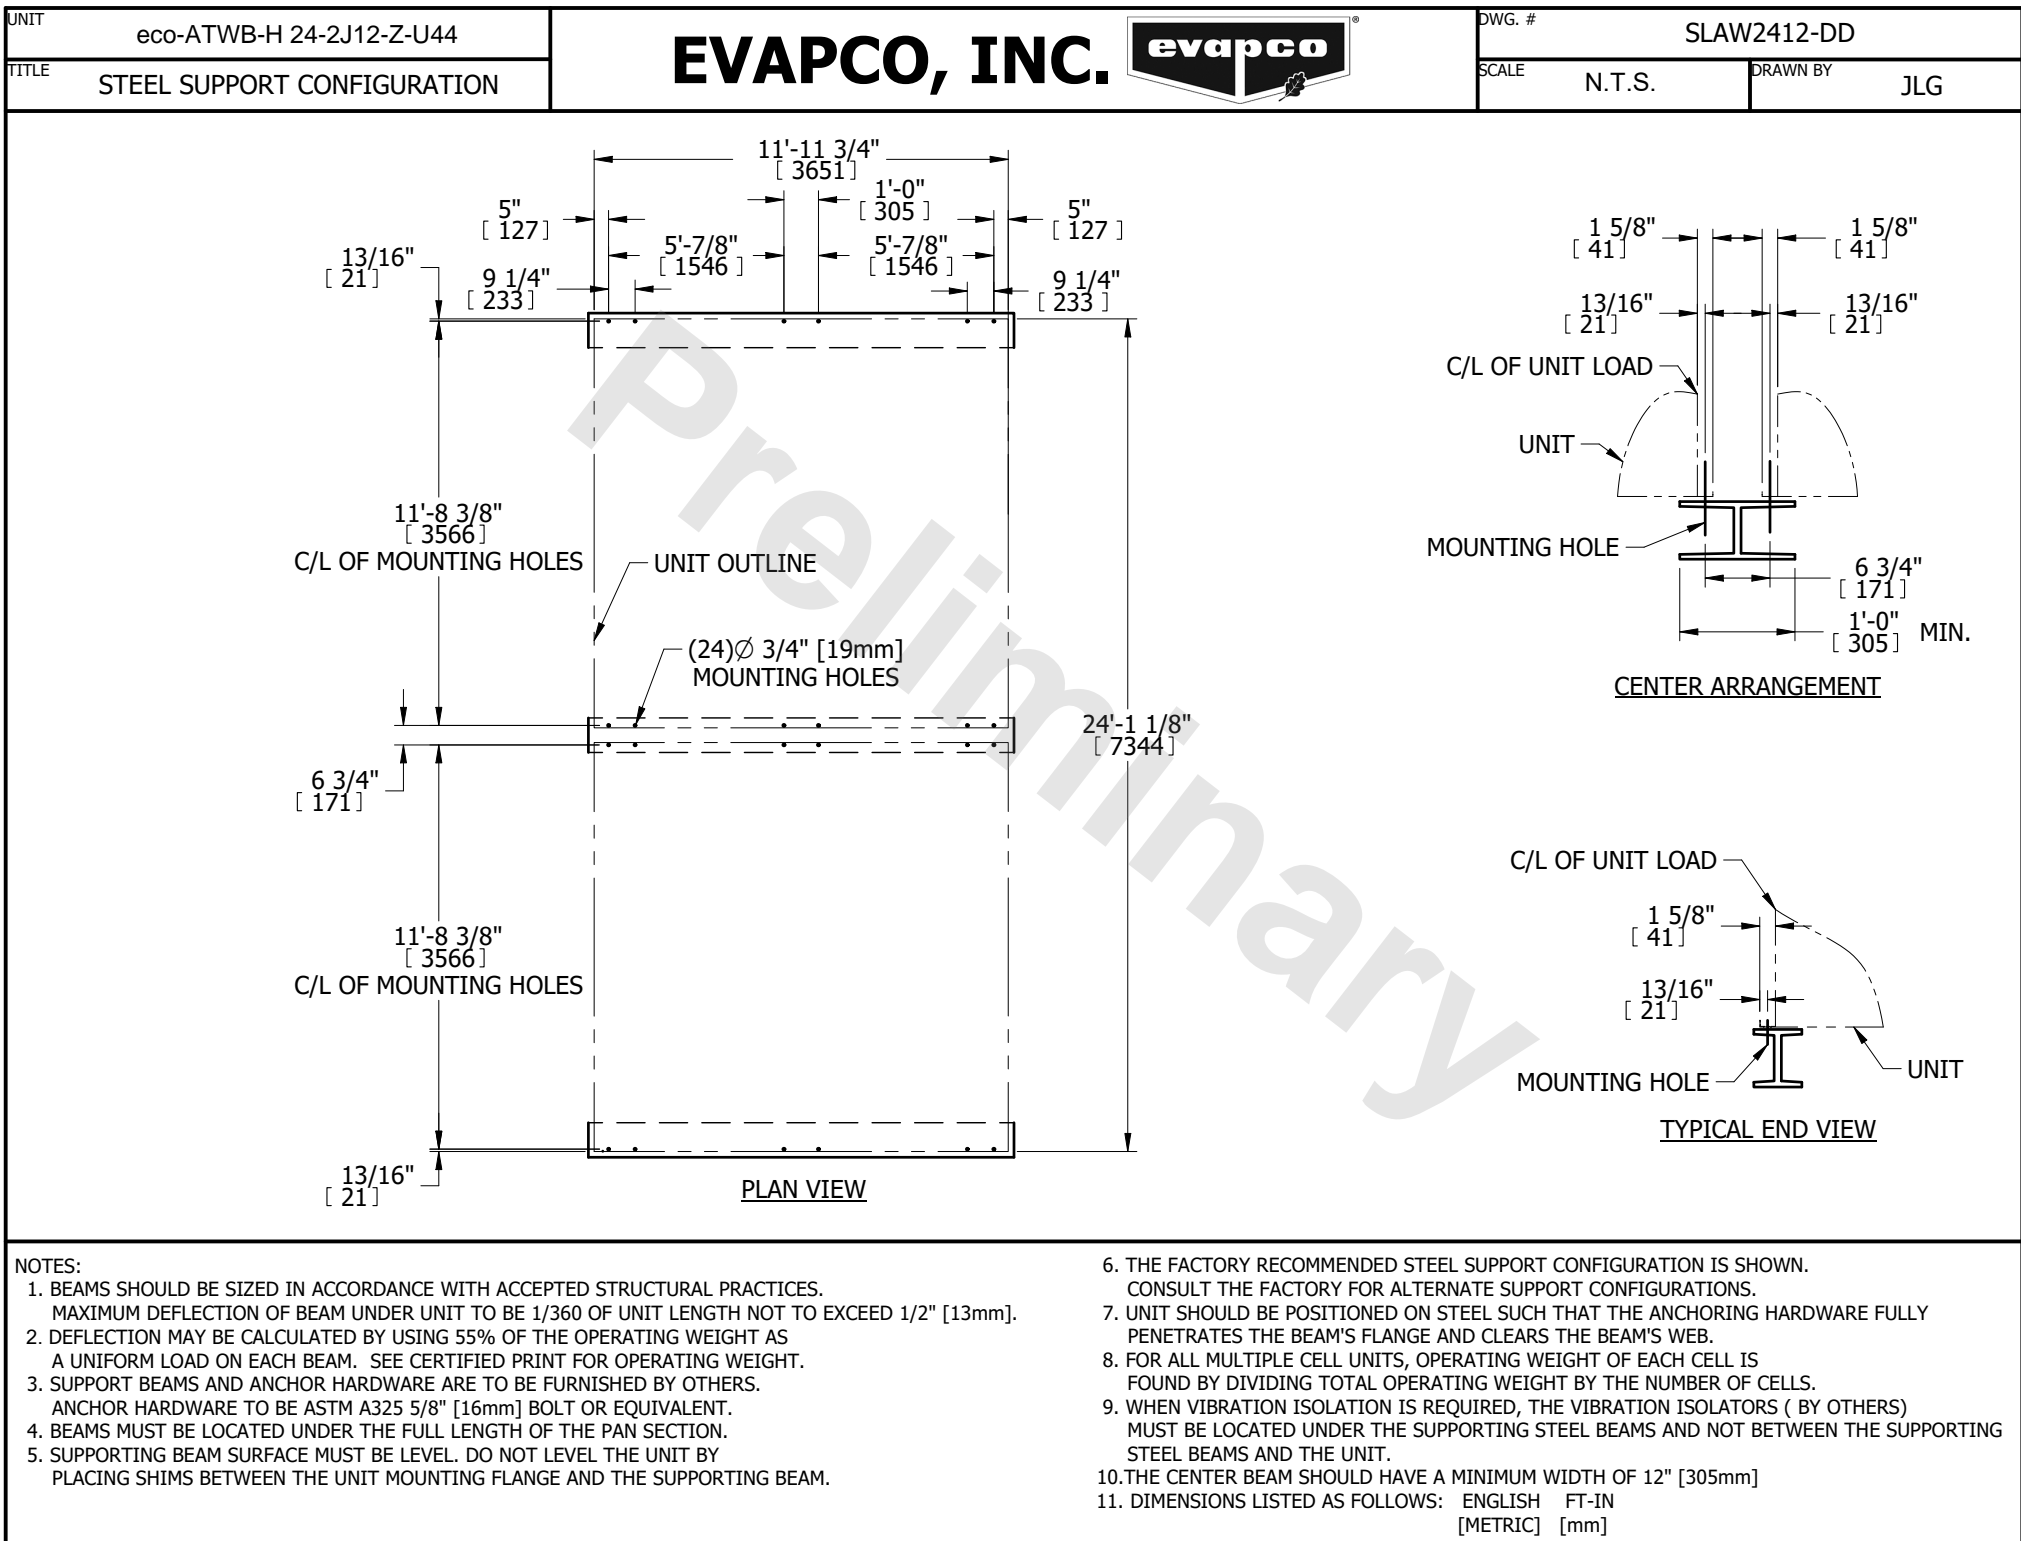 UNIT
eco-ATWB-H 24-2J12-Z-U44
TITLE
STEEL SUPPORT CONFIGURATION
EVAPCO, INC.
evapco®
DWG. #
SLAW2412-DD
SCALE
N.T.S.
DRAWN BY
JLG
11'-11 3/4"
[ 3651 ]
1'-0"
[ 305 ]
5"
[ 127 ]
5"
[ 127 ]
5'-7/8"
[ 1546 ]
5'-7/8"
[ 1546 ]
13/16"
[ 21 ]
9 1/4"
[ 233 ]
9 1/4"
[ 233 ]
11'-8 3/8"
[ 3566 ]
C/L OF MOUNTING HOLES
UNIT OUTLINE
(24)∅ 3/4" [19mm]
MOUNTING HOLES
24'-1 1/8"
[ 7344 ]
6 3/4"
[ 171 ]
11'-8 3/8"
[ 3566 ]
C/L OF MOUNTING HOLES
13/16"
[ 21 ]
PLAN VIEW
Preliminary
1 5/8"
[ 41 ]
1 5/8"
[ 41 ]
13/16"
[ 21 ]
13/16"
[ 21 ]
C/L OF UNIT LOAD
UNIT
MOUNTING HOLE
6 3/4"
[ 171 ]
1'-0"
[ 305 ] MIN.
CENTER ARRANGEMENT
C/L OF UNIT LOAD
1 5/8"
[ 41 ]
13/16"
[ 21 ]
MOUNTING HOLE
UNIT
TYPICAL END VIEW
NOTES:
1. BEAMS SHOULD BE SIZED IN ACCORDANCE WITH ACCEPTED STRUCTURAL PRACTICES.
MAXIMUM DEFLECTION OF BEAM UNDER UNIT TO BE 1/360 OF UNIT LENGTH NOT TO EXCEED 1/2" [13mm].
2. DEFLECTION MAY BE CALCULATED BY USING 55% OF THE OPERATING WEIGHT AS
A UNIFORM LOAD ON EACH BEAM. SEE CERTIFIED PRINT FOR OPERATING WEIGHT.
3. SUPPORT BEAMS AND ANCHOR HARDWARE ARE TO BE FURNISHED BY OTHERS.
ANCHOR HARDWARE TO BE ASTM A325 5/8" [16mm] BOLT OR EQUIVALENT.
4. BEAMS MUST BE LOCATED UNDER THE FULL LENGTH OF THE PAN SECTION.
5. SUPPORTING BEAM SURFACE MUST BE LEVEL. DO NOT LEVEL THE UNIT BY
PLACING SHIMS BETWEEN THE UNIT MOUNTING FLANGE AND THE SUPPORTING BEAM.
6. THE FACTORY RECOMMENDED STEEL SUPPORT CONFIGURATION IS SHOWN.
CONSULT THE FACTORY FOR ALTERNATE SUPPORT CONFIGURATIONS.
7. UNIT SHOULD BE POSITIONED ON STEEL SUCH THAT THE ANCHORING HARDWARE FULLY
PENETRATES THE BEAM'S FLANGE AND CLEARS THE BEAM'S WEB.
8. FOR ALL MULTIPLE CELL UNITS, OPERATING WEIGHT OF EACH CELL IS
FOUND BY DIVIDING TOTAL OPERATING WEIGHT BY THE NUMBER OF CELLS.
9. WHEN VIBRATION ISOLATION IS REQUIRED, THE VIBRATION ISOLATORS ( BY OTHERS)
MUST BE LOCATED UNDER THE SUPPORTING STEEL BEAMS AND NOT BETWEEN THE SUPPORTING
STEEL BEAMS AND THE UNIT.
10.THE CENTER BEAM SHOULD HAVE A MINIMUM WIDTH OF 12" [305mm]
11. DIMENSIONS LISTED AS FOLLOWS: ENGLISH FT-IN
[METRIC] [mm]